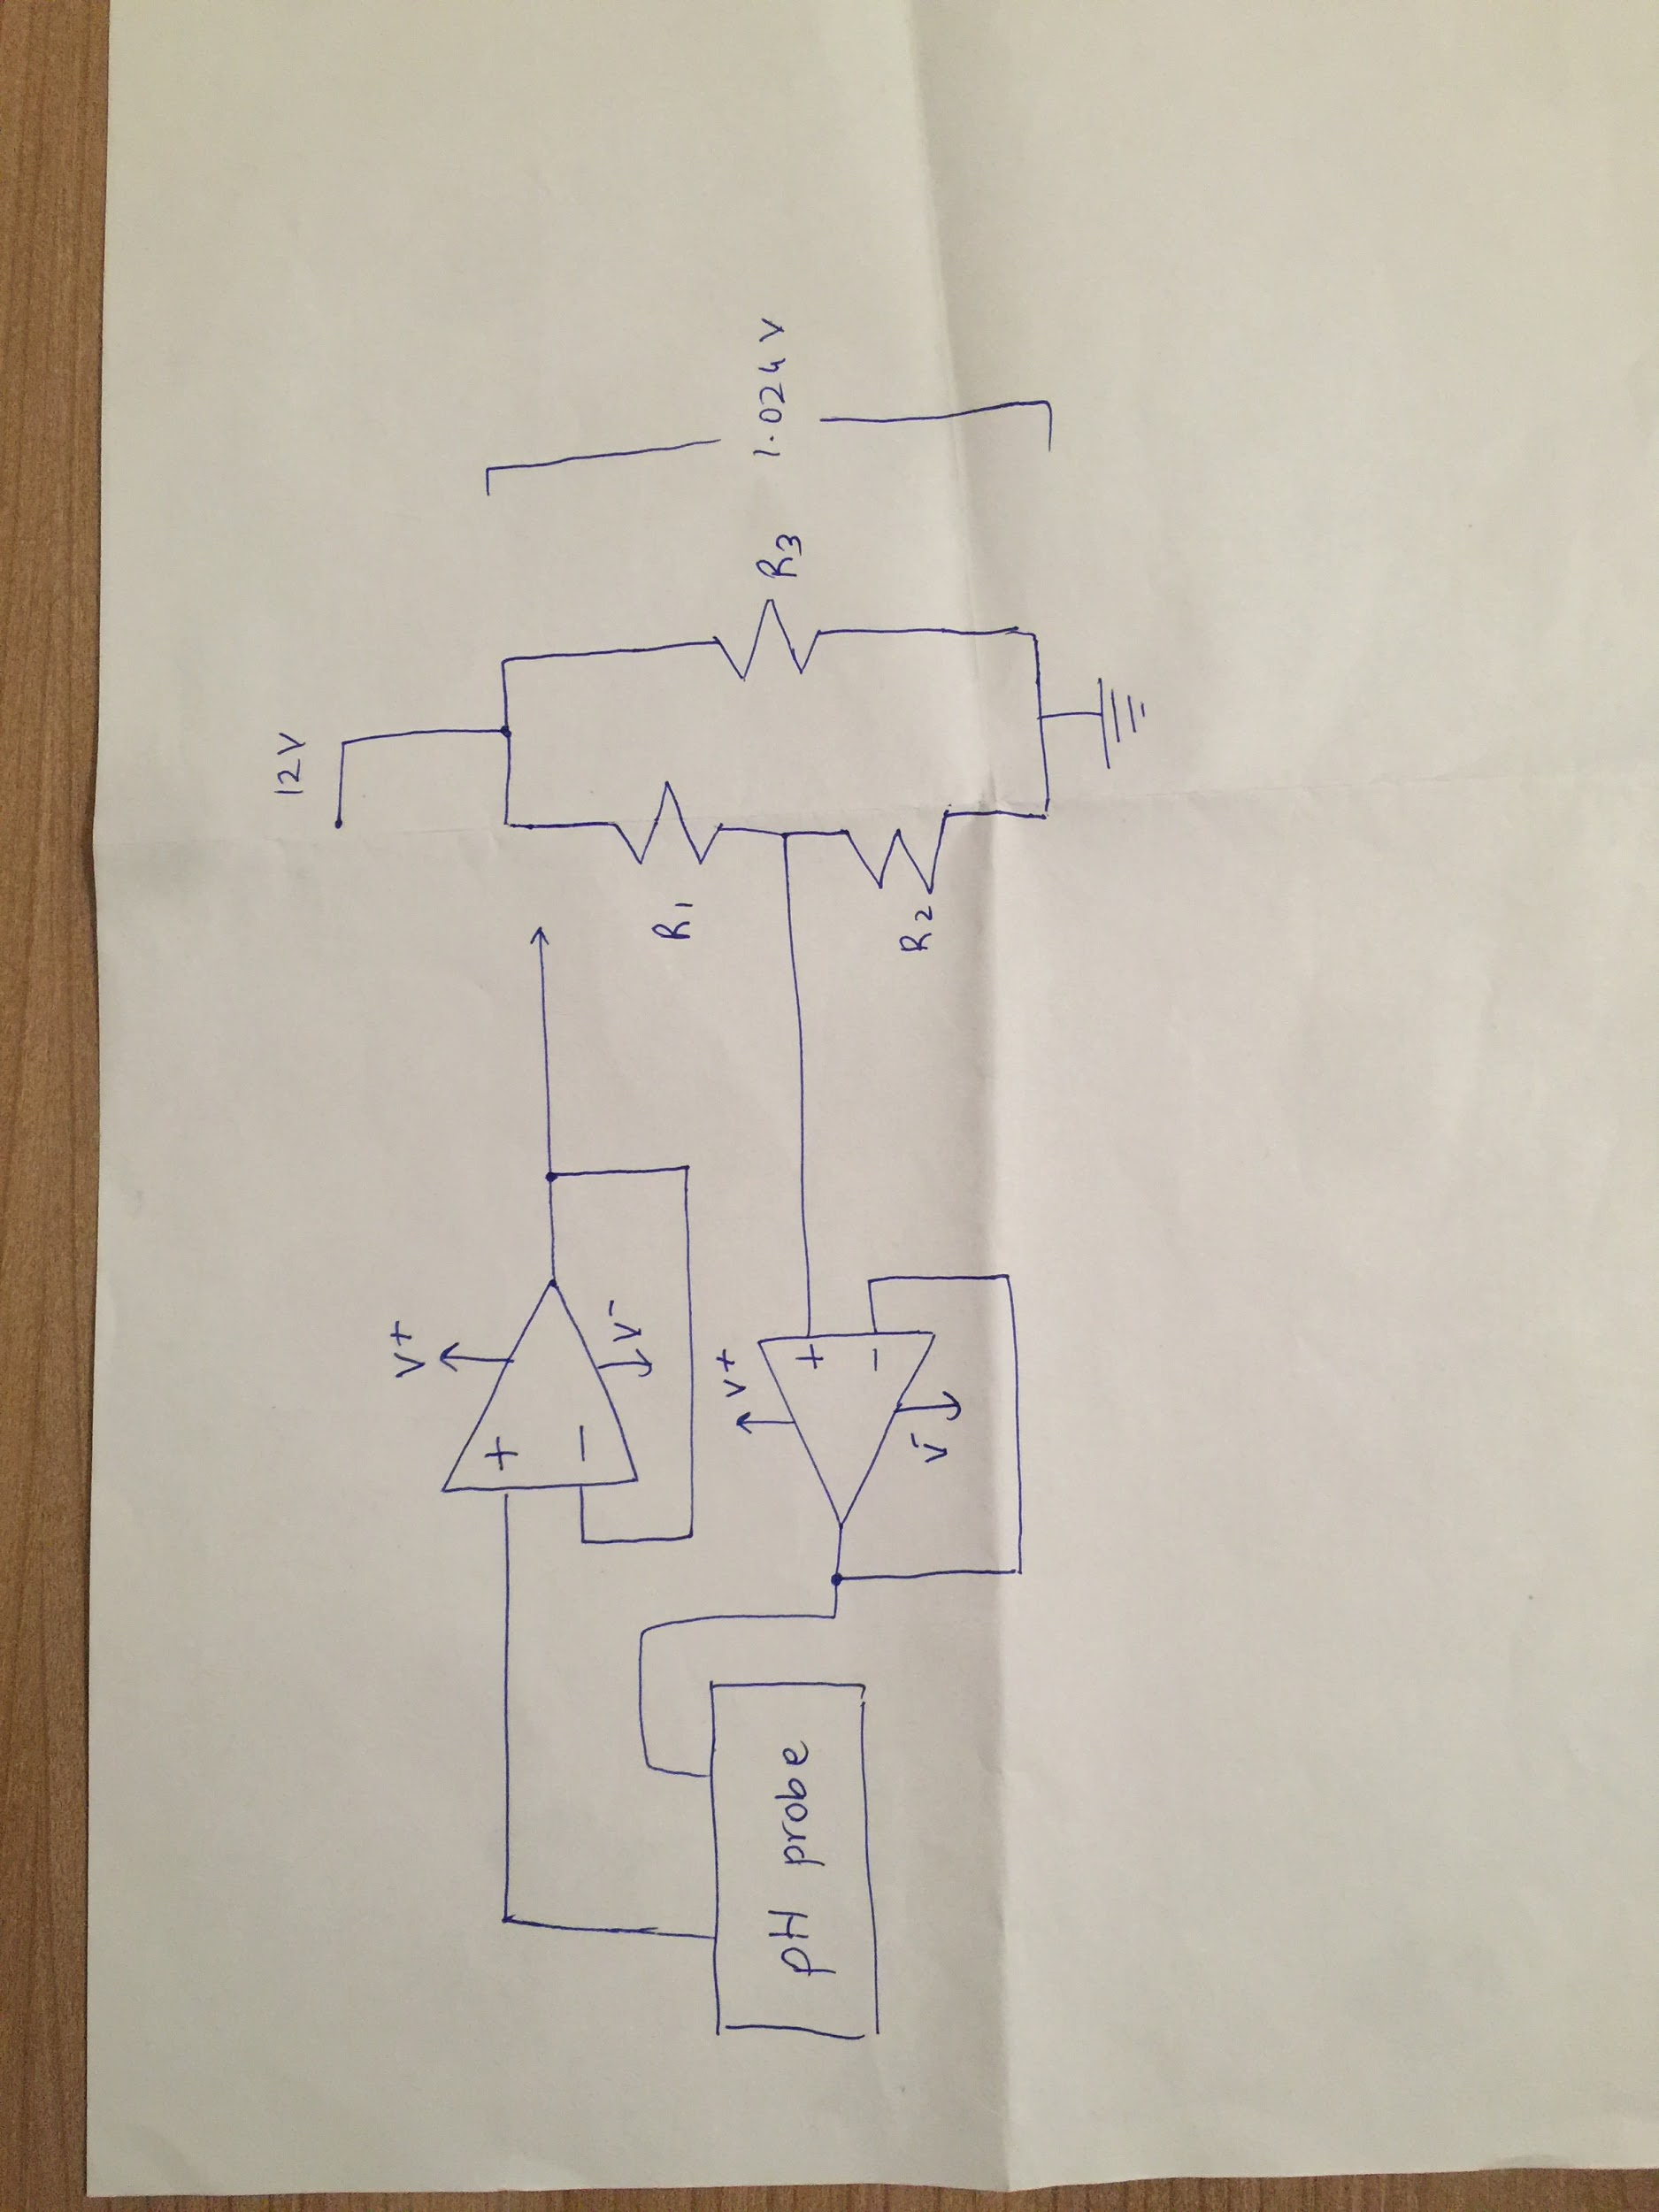 12V
1.024V
R3
R1
R2
V+
+
-
V-
V+
+
-
V-
pH probe